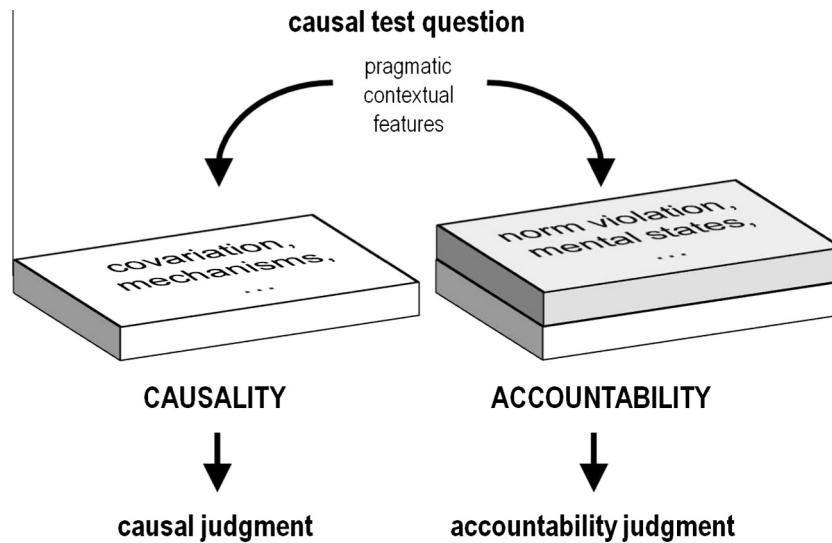 causal test question
pragmatic
contextual
features
covariation,
mechanisms,
...
norm violation,
mental states,
...
CAUSALITY
ACCOUNTABILITY
causal judgment
accountability judgment